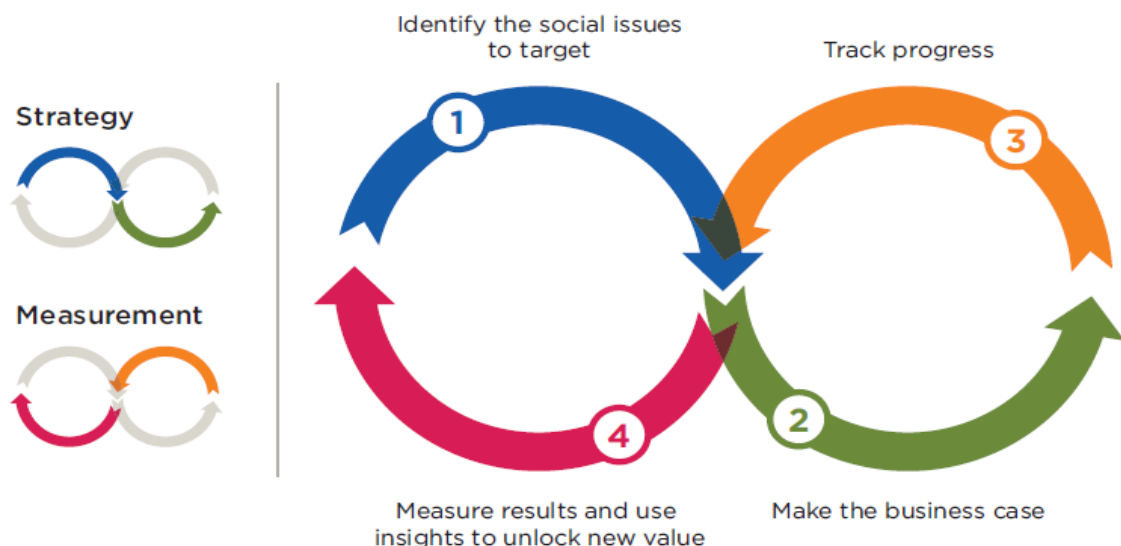 Strategy
Measurement
Identify the social issues
to target
Track progress
1
3
4
2
Measure results and use
insights to unlock new value
Make the business case